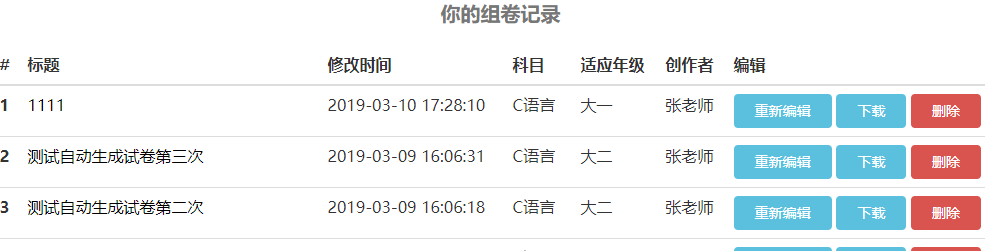 你的组卷记录
# 标题 修改时间 科目 适应年级 创作者 编辑
1 1111 2019-03-10 17:28:10 C语言 大一 张老师 重新编辑 下载 删除
2 测试自动生成试卷第三次 2019-03-09 16:06:31 C语言 大二 张老师 重新编辑 下载 删除
3 测试自动生成试卷第二次 2019-03-09 16:06:18 C语言 大二 张老师 重新编辑 下载 删除